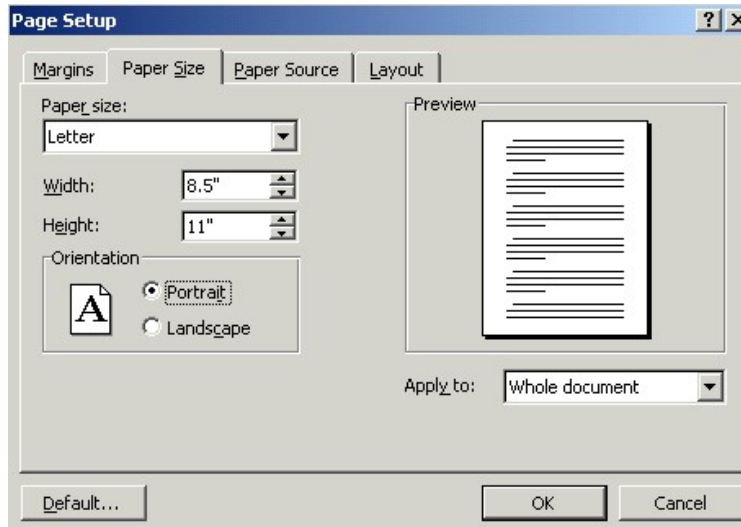 Page Setup
Margins Paper Size Paper Source Layout
Paper size:
Letter
Width: 8.5"
Height: 11"
Orientation
A
Portrait
Landscape
Preview
Apply to: Whole document
Default... OK Cancel